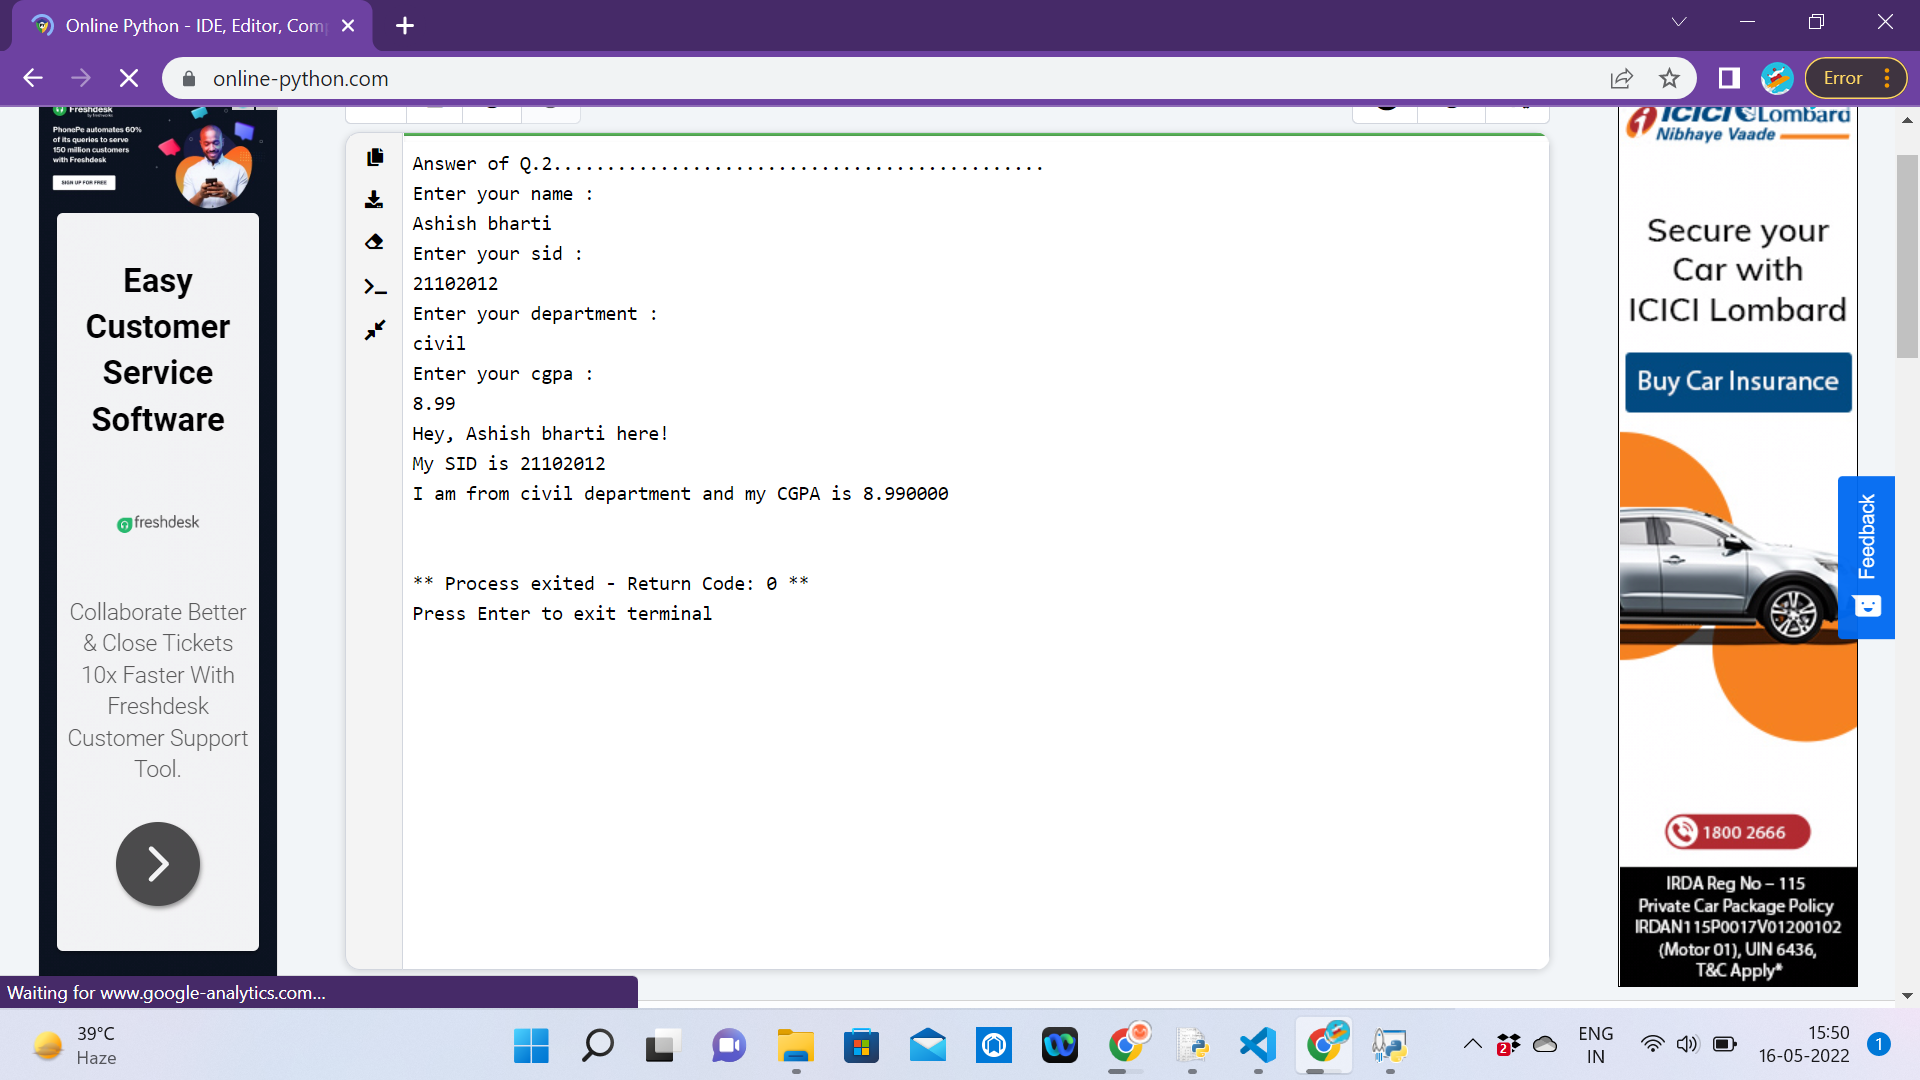 Online Python - IDE, Editor, Com
online-python.com
Error
Freshdesk
by freshworks
PhonePe automates 60%
of its queries to serve
150 million customers
with Freshdesk
SIGN UP FOR FREE
Easy
Customer
Service
Software
freshdesk
Collaborate Better
& Close Tickets
10x Faster With
Freshdesk
Customer Support
Tool.
Answer of Q.2..............................................
Enter your name :
Ashish bharti
Enter your sid :
21102012
Enter your department :
civil
Enter your cgpa :
8.99
Hey, Ashish bharti here!
My SID is 21102012
I am from civil department and my CGPA is 8.990000
** Process exited - Return Code: 0 **
Press Enter to exit terminal
ICICI Lombard
Nibhaye Vaade
Secure your
Car with
ICICI Lombard
Buy Car Insurance
Feedback
1800 2666
IRDA Reg No – 115
Private Car Package Policy
IRDAN115P0017V01200102
(Motor 01), UIN 6436,
T&C Apply*
Waiting for www.google-analytics.com...
39°C
Haze
2
ENG
IN
15:50
16-05-2022
1